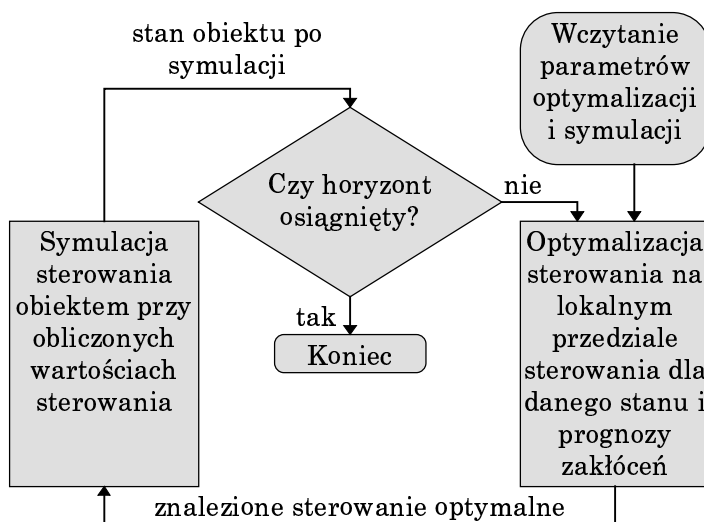 stan obiektu po
symulacji
Wczytanie
parametrów
optymalizacji
i symulacji
Czy horyzont
osiągnięty?
nie
tak
Koniec
Symulacja
sterowania
obiektem przy
obliczonych
wartościach
sterowania
Optymalizacja
sterowania na
lokalnym
przedziale
sterowania dla
danego stanu i
prognozy
zakłóceń
znalezione sterowanie optymalne